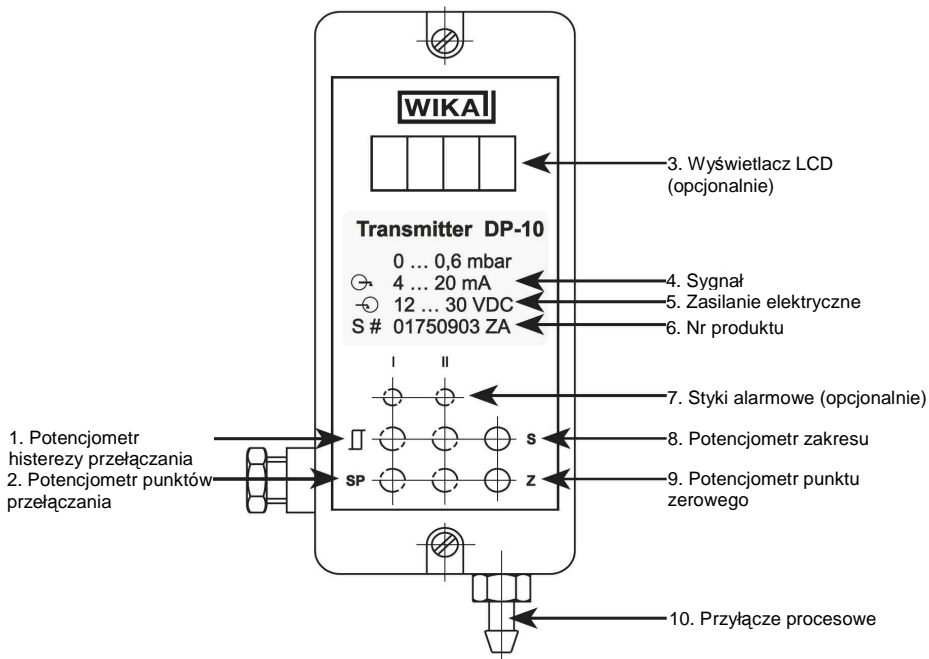 WIKA
3. Wyświetlacz LCD
(opcjonalnie)
Transmitter DP-10
0 ... 0,6 mbar
4 ... 20 mA
4. Sygnał
12 ... 30 VDC
5. Zasilanie elektryczne
S # 01750903 ZA
6. Nr produktu
I II
7. Styki alarmowe (opcjonalnie)
1. Potencjometr
histerezy przełączania
S
8. Potencjometr zakresu
2. Potencjometr punktów
przełączania
SP
Z
9. Potencjometr punktu
zerowego
10. Przyłącze procesowe